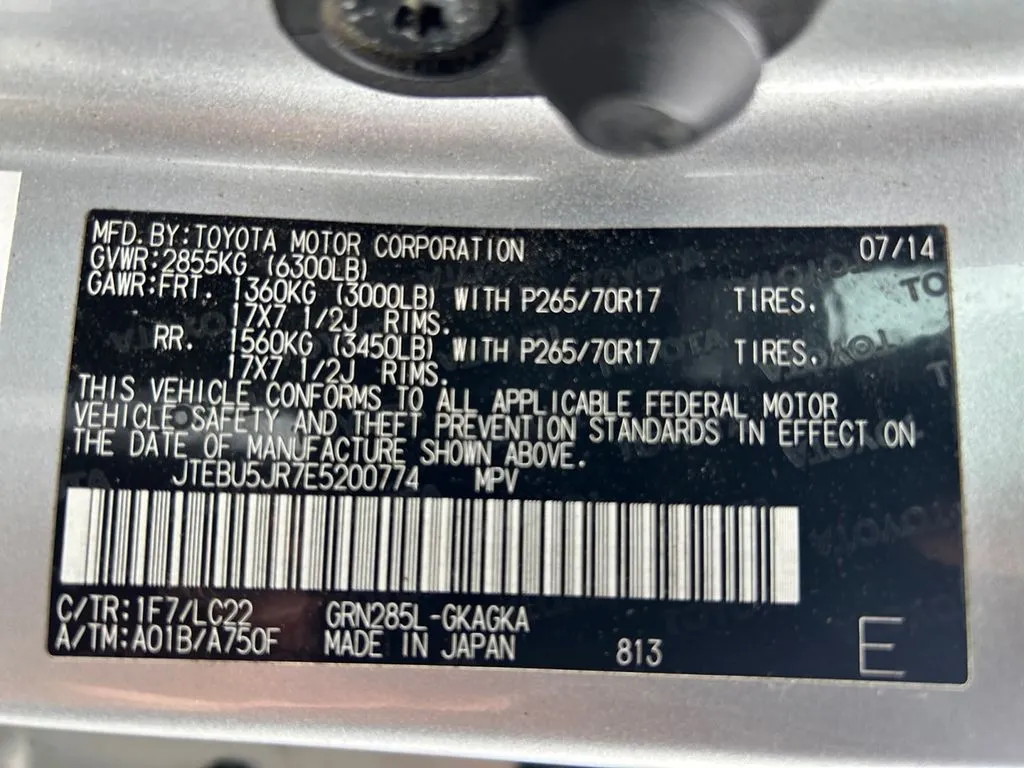 MFD. BY: TOYOTA MOTOR CORPORATION 07/14
GVWR: 2855KG (6300LB)
GAWR: FRT. 1360KG (3000LB) WITH P265/70R17 TIRES.
17X7 1/2J RIMS.
RR. 1560KG (3450LB) WITH P265/70R17 TIRES.
17X7 1/2J RIMS.
THIS VEHICLE CONFORMS TO ALL APPLICABLE FEDERAL MOTOR
VEHICLE SAFETY AND THEFT PREVENTION STANDARDS IN EFFECT ON
THE DATE OF MANUFACTURE SHOWN ABOVE.
JTEBU5JR7E5200774 MPV
C/TR: 1F7/LC22 GRN285L-GKAGKA
A/TM: A01B/A750F MADE IN JAPAN 813 E